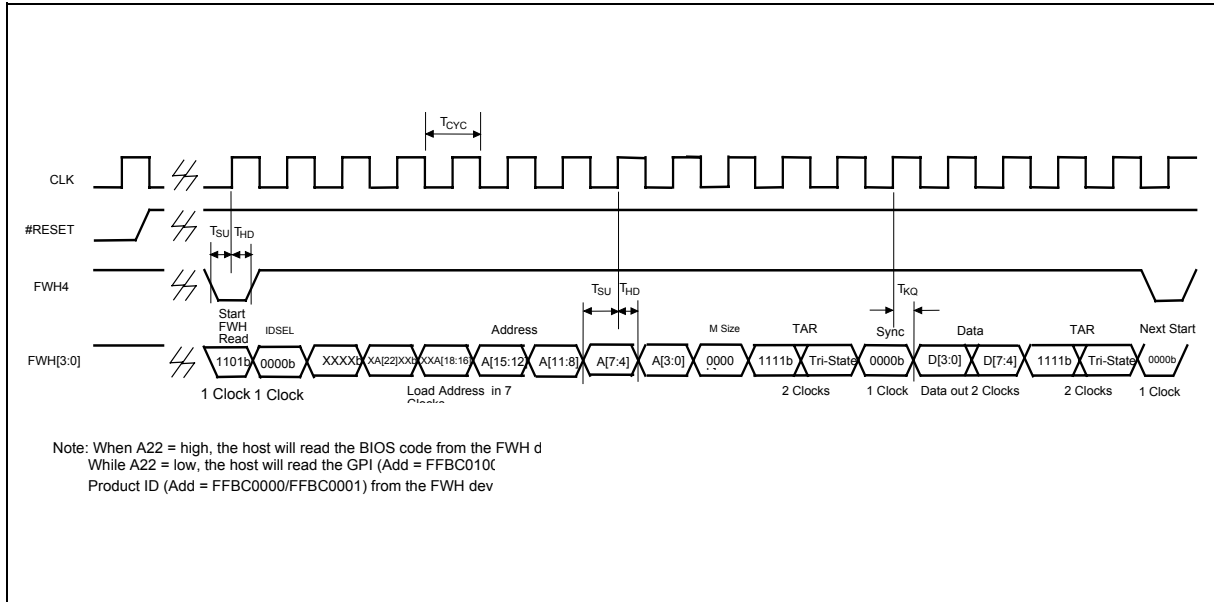 TCYC
CLK
#RESET
TSU THD
FWH4
TSU THD
TKQ
Start
FWH
Read
IDSEL
Address
M Size
TAR
Sync
Data
TAR
Next Start
FWH[3:0]
1101b 0000b XXXXb XA[22]XXb XXA[18:16] A[15:12] A[11:8] A[7:4] A[3:0] 0000 1111b Tri-State 0000b D[3:0] D[7:4] 1111b Tri-State 0000b
1 Clock 1 Clock Load Address in 7 2 Clocks 1 Clock Data out 2 Clocks 2 Clocks 1 Clock
Note: When A22 = high, the host will read the BIOS code from the FWH d
While A22 = low, the host will read the GPI (Add = FFBC0100
Product ID (Add = FFBC0000/FFBC0001) from the FWH dev